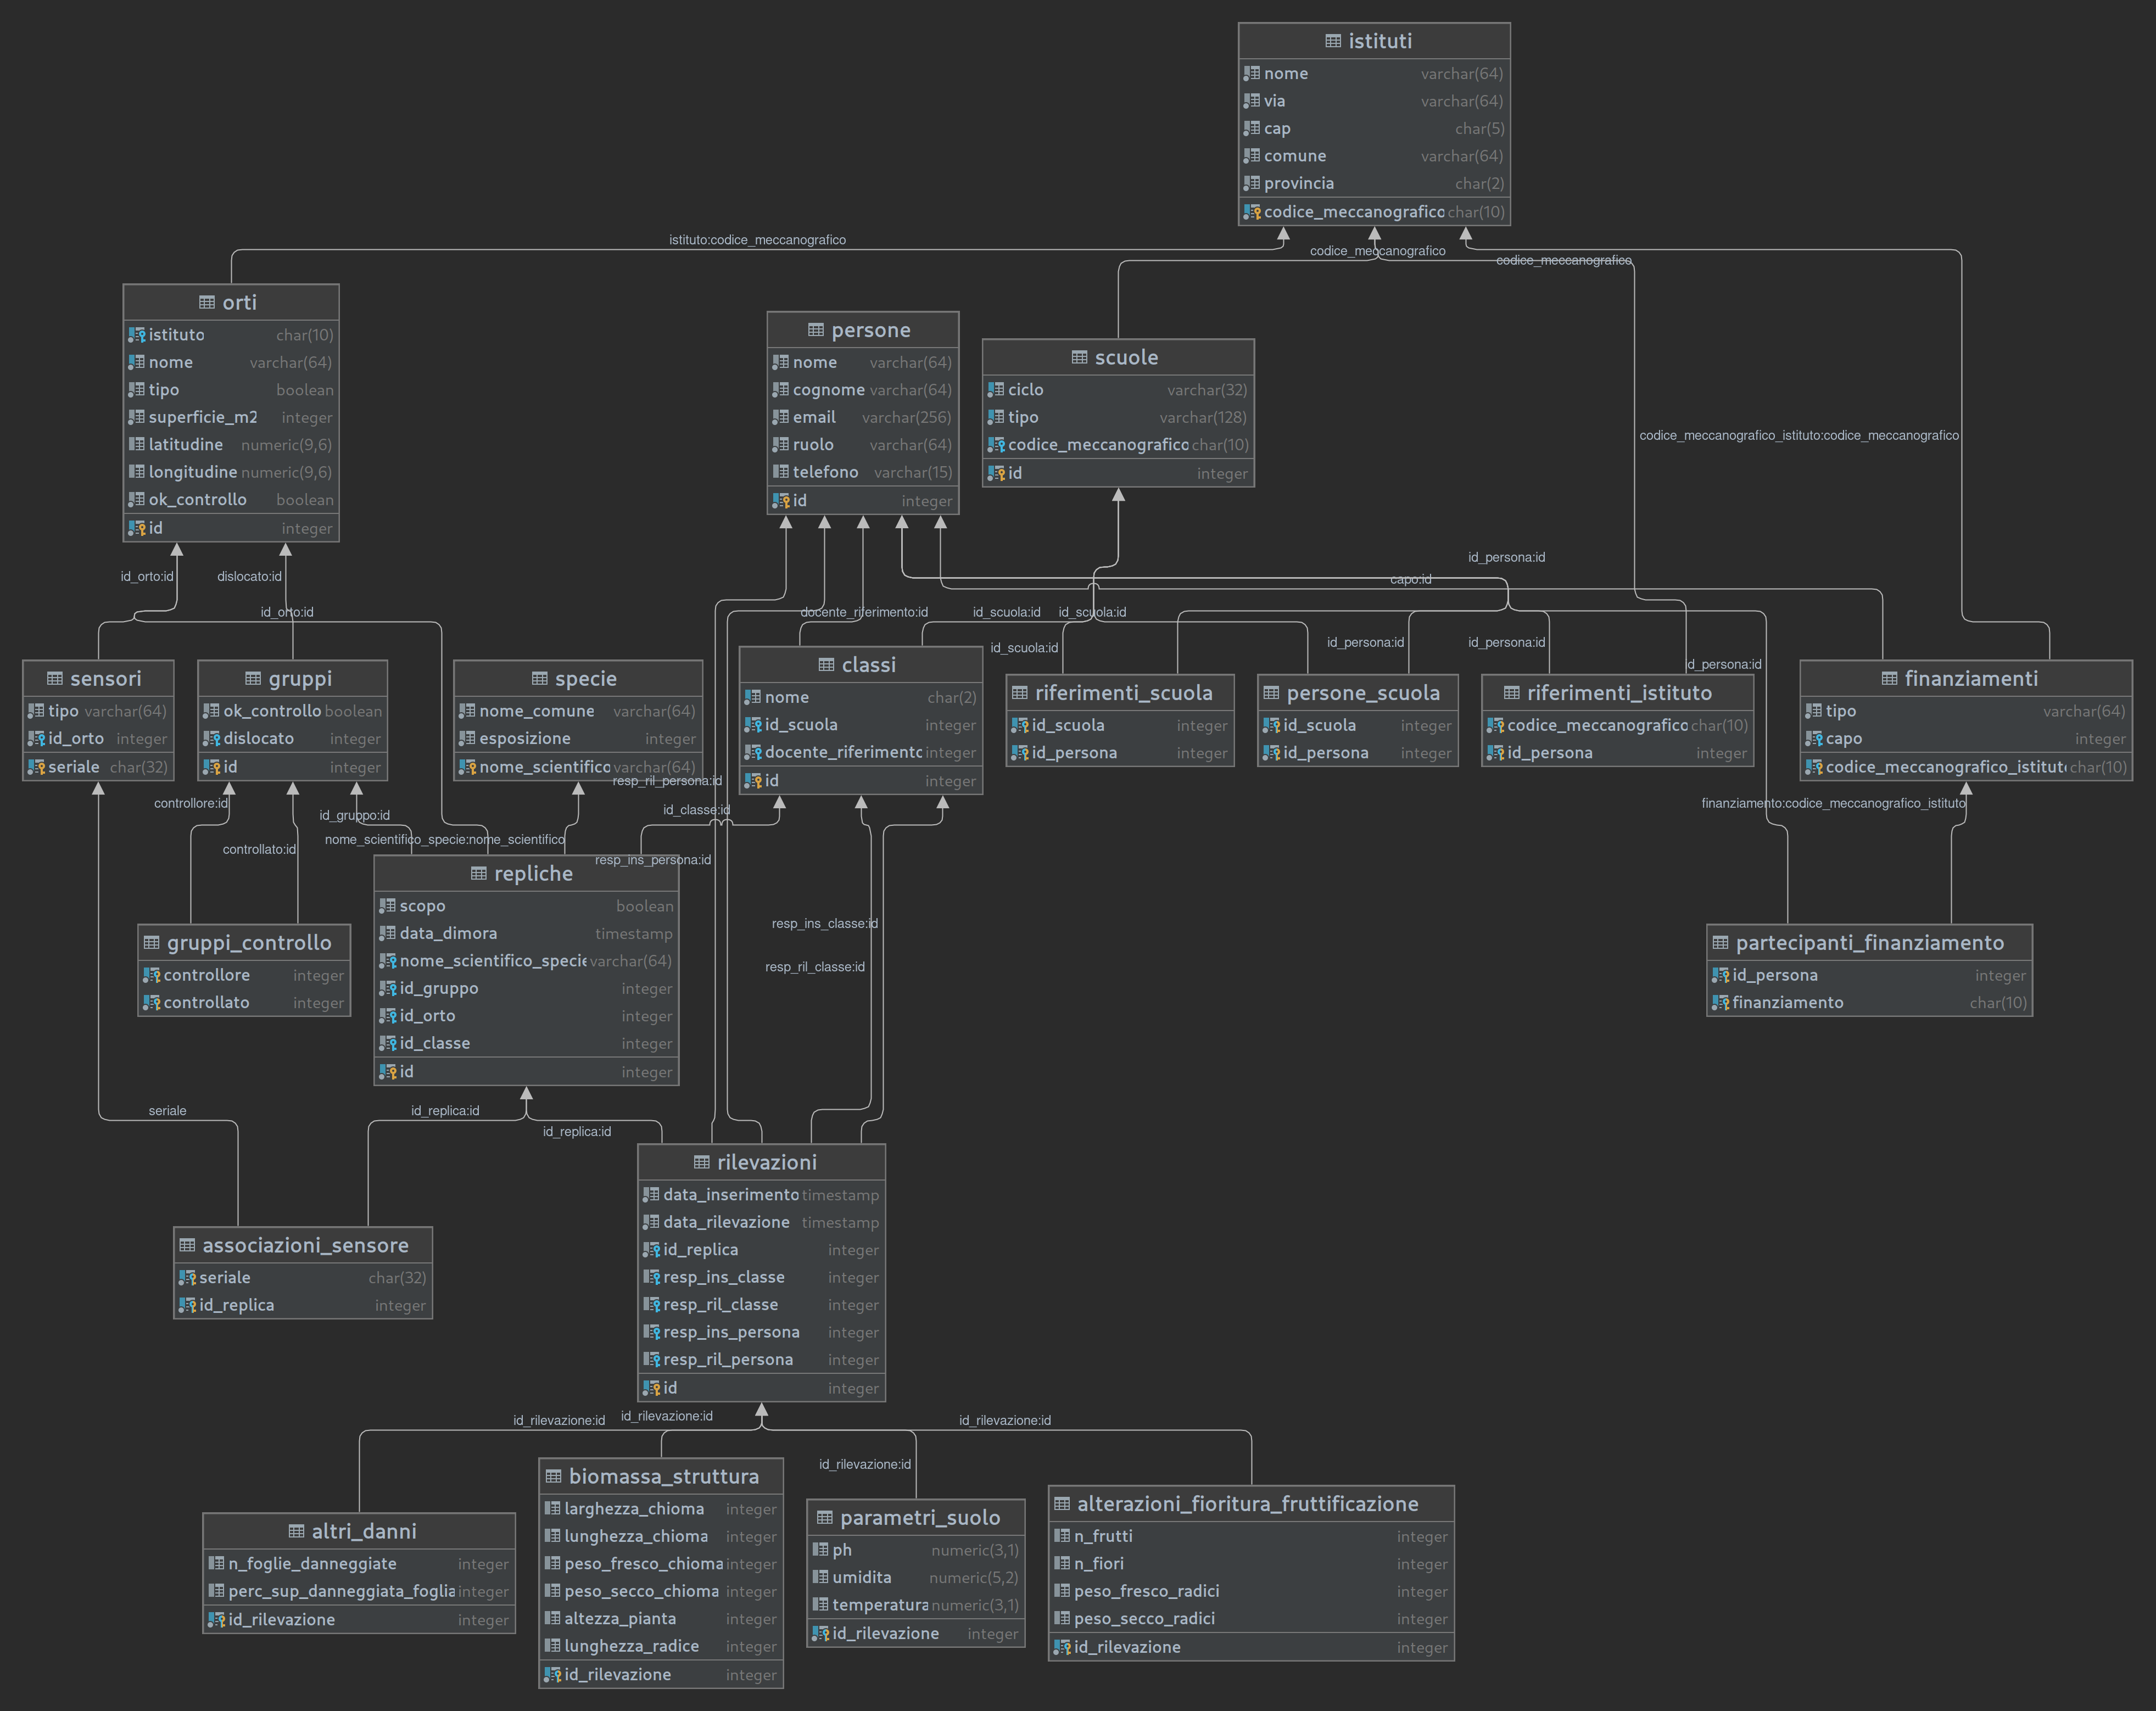 istituti
nome varchar(64)
via varchar(64)
cap char(5)
comune varchar(64)
provincia char(2)
codice_meccanografico char(10)
istituto:codice_meccanografico
codice_meccanografico
codice_meccanografico
orti
istituto char(10)
nome varchar(64)
tipo boolean
superficie_m2 integer
latitudine numeric(9,6)
longitudine numeric(9,6)
ok_controllo boolean
id integer
persone
nome varchar(64)
cognome varchar(64)
email varchar(256)
ruolo varchar(64)
telefono varchar(15)
id integer
scuole
ciclo varchar(32)
tipo varchar(128)
codice_meccanografico char(10)
id integer
codice_meccanografico_istituto:codice_meccanografico
id_orto:id
dislocato:id
id_orto:id
id_persona:id
capo:id
docente_riferimento:id
id_scuola:id
id_scuola:id
id_scuola:id
id_persona:id
id_persona:id
id_persona:id
sensori
tipo varchar(64)
id_orto integer
seriale char(32)
gruppi
ok_controllo boolean
dislocato integer
id integer
specie
nome_comune varchar(64)
esposizione integer
nome_scientifico varchar(64)
classi
nome char(2)
id_scuola integer
docente_riferimento integer
id integer
riferimenti_scuola
id_scuola integer
id_persona integer
persone_scuola
id_scuola integer
id_persona integer
riferimenti_istituto
codice_meccanografico char(10)
id_persona integer
finanziamenti
tipo varchar(64)
capo integer
codice_meccanografico_istituto char(10)
resp_ril_persona:id
controllore:id
id_gruppo:id
id_classe:id
finanziamento:codice_meccanografico_istituto
controllato:id
nome_scientifico_specie:nome_scientifico
resp_ins_persona:id
repliche
scopo boolean
data_dimora timestamp
nome_scientifico_specie varchar(64)
id_gruppo integer
id_orto integer
id_classe integer
id integer
gruppi_controllo
controllore integer
controllato integer
resp_ins_classe:id
resp_ril_classe:id
partecipanti_finanziamento
id_persona integer
finanziamento char(10)
seriale
id_replica:id
id_replica:id
rilevazioni
data_inserimento timestamp
data_rilevazione timestamp
id_replica integer
resp_ins_classe integer
resp_ril_classe integer
resp_ins_persona integer
resp_ril_persona integer
id integer
associazioni_sensore
seriale char(32)
id_replica integer
id_rilevazione:id
id_rilevazione:id
id_rilevazione:id
id_rilevazione:id
altri_danni
n_foglie_danneggiate integer
perc_sup_danneggiata_foglia integer
id_rilevazione integer
biomassa_struttura
larghezza_chioma integer
lunghezza_chioma integer
peso_fresco_chioma integer
peso_secco_chioma integer
altezza_pianta integer
lunghezza_radice integer
id_rilevazione integer
parametri_suolo
ph numeric(3,1)
umidita numeric(5,2)
temperatura numeric(3,1)
id_rilevazione integer
alterazioni_fioritura_fruttificazione
n_frutti integer
n_fiori integer
peso_fresco_radici integer
peso_secco_radici integer
id_rilevazione integer